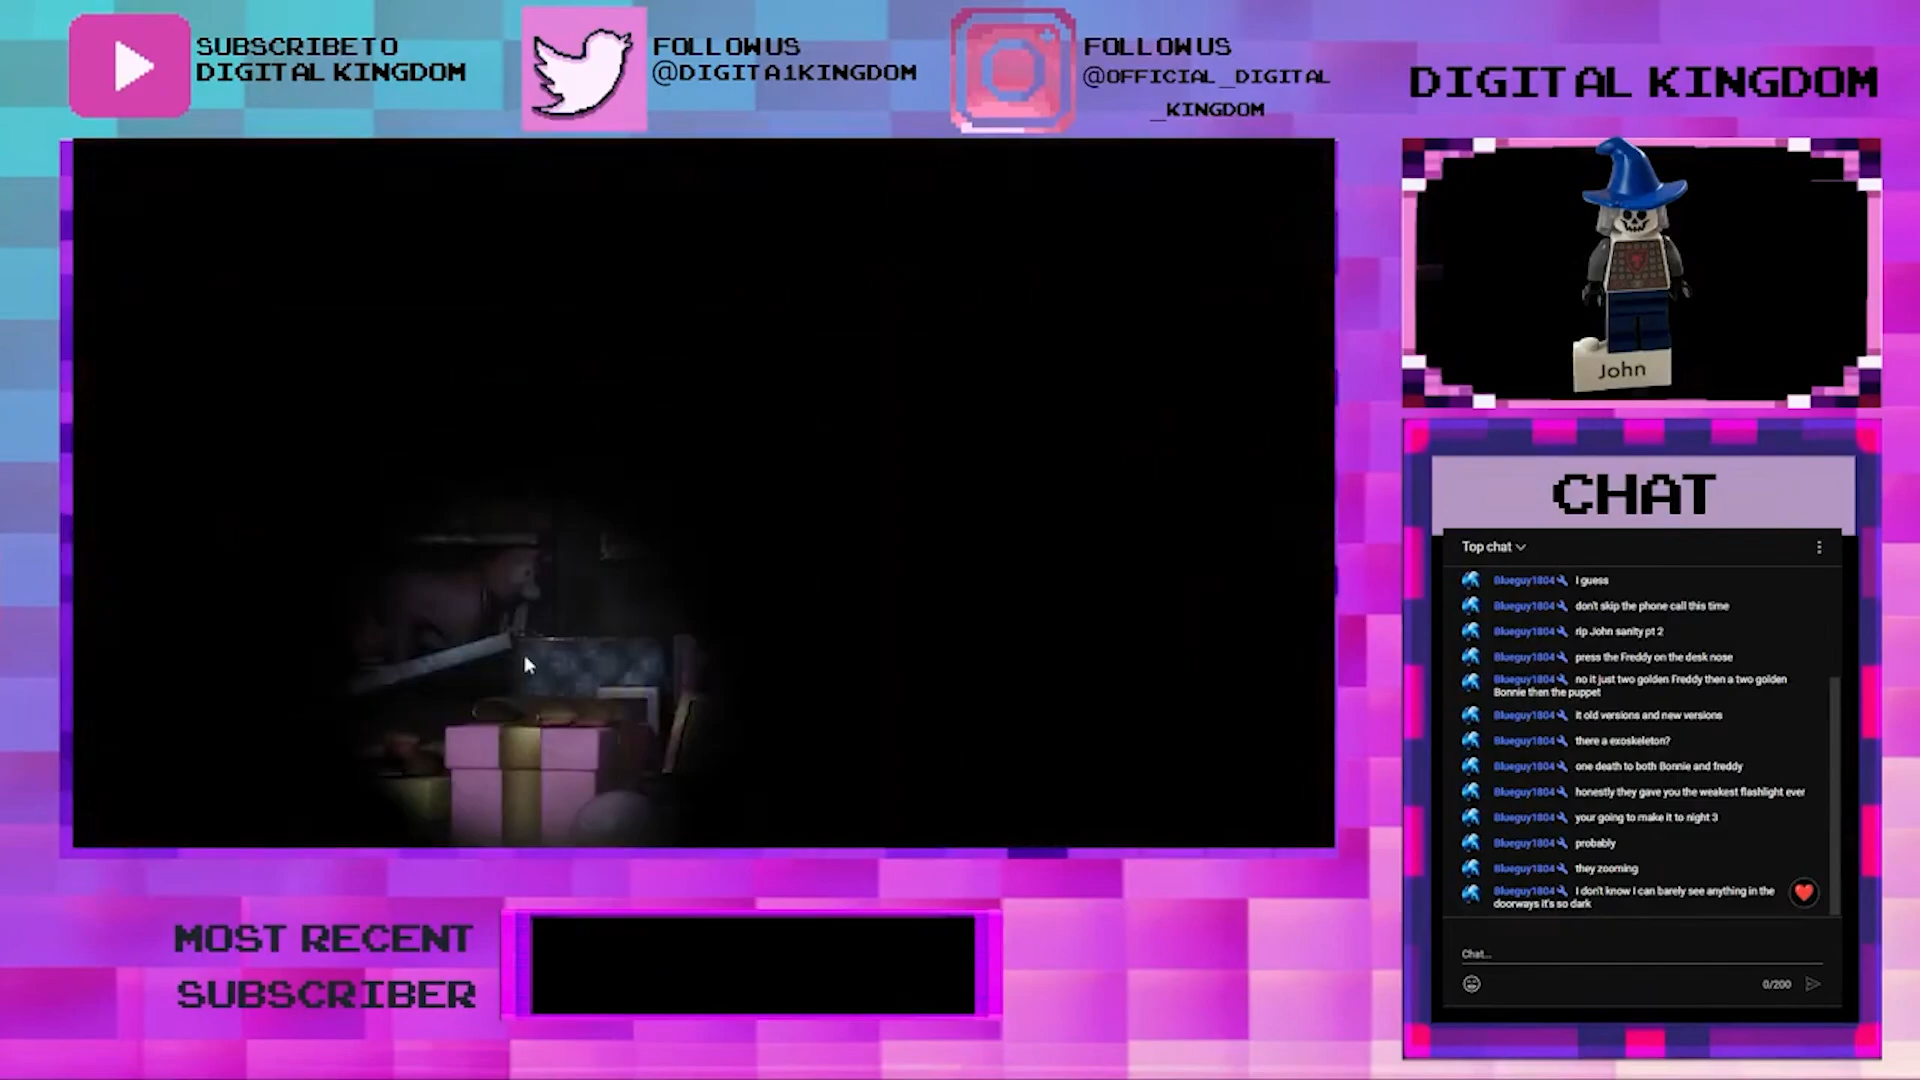 SUBSCRIBE TO
DIGITAL KINGDOM
FOLLOW US
@DIGITA1KINGDOM
FOLLOW US
@OFFICIAL_DIGITAL
_KINGDOM
DIGITAL KINGDOM
John
CHAT
Top chat
Blueguy1804 I guess
Blueguy1804 don't skip the phone call this time
Blueguy1804 rip John sanity pt 2
Blueguy1804 press the Freddy on the desk nose
Blueguy1804 no it just two golden Freddy then a two golden
Bonnie then the puppet
Blueguy1804 it old versions and new versions
Blueguy1804 there a exoskeleton?
Blueguy1804 one death to both Bonnie and freddy
Blueguy1804 honestly they gave you the weakest flashlight ever
Blueguy1804 your going to make it to night 3
Blueguy1804 probably
Blueguy1804 they zooming
Blueguy1804 I don't know I can barely see anything in the
doorways it's so dark
Chat...
0/200
MOST RECENT
SUBSCRIBER